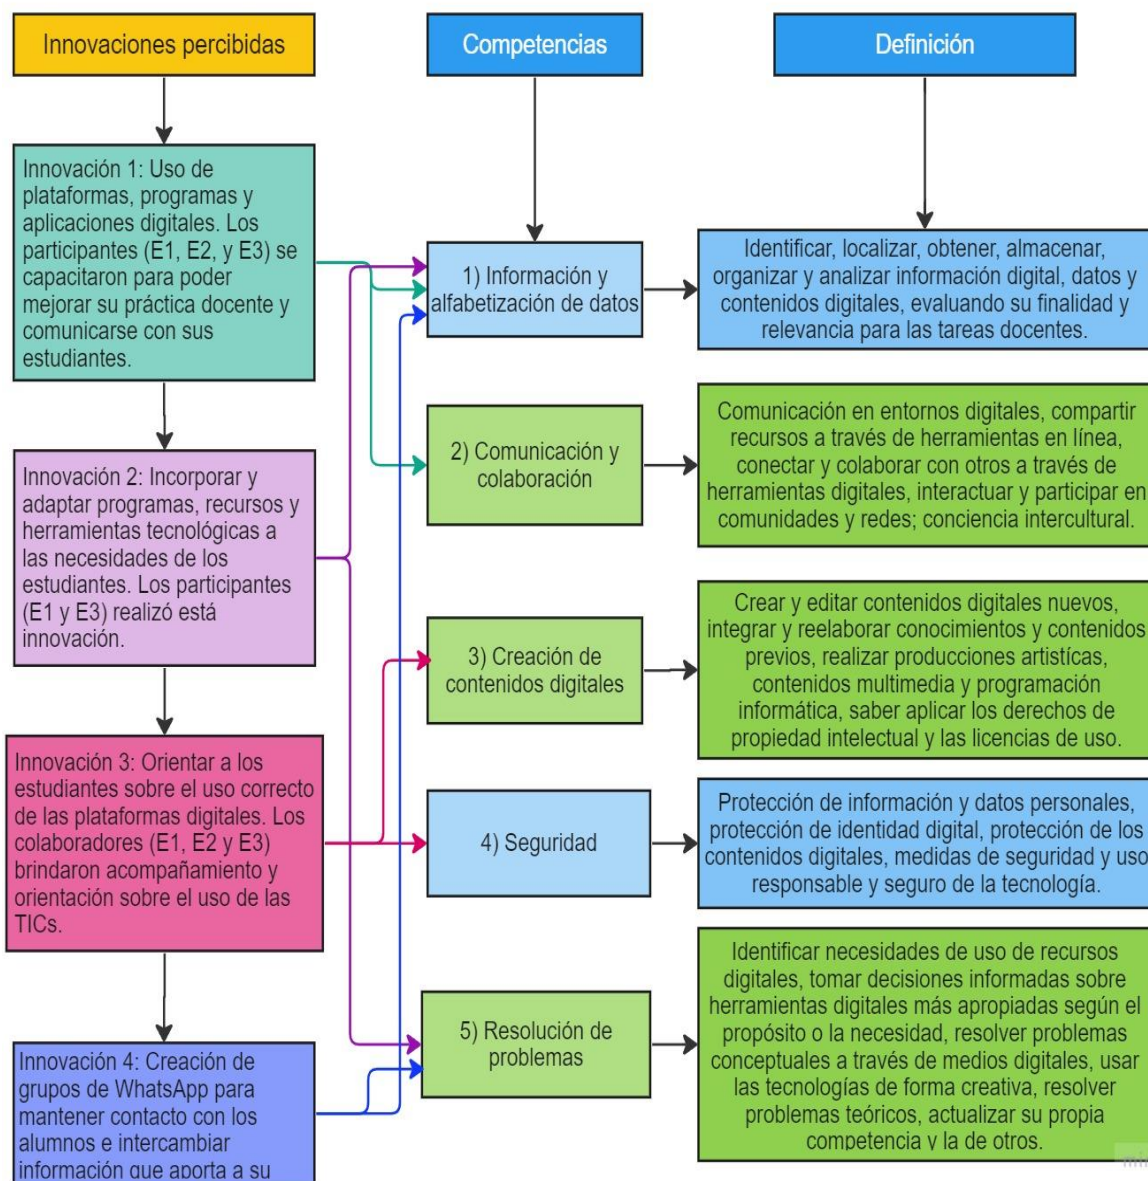 Innovaciones percibidas
Competencias
Definición
Innovación 1: Uso de
plataformas, programas y
aplicaciones digitales. Los
participantes (E1, E2, y E3) se
capacitaron para poder
mejorar su práctica docente y
comunicarse con sus
estudiantes.
1) Información y
alfabetización de datos
Identificar, localizar, obtener, almacenar,
organizar y analizar información digital, datos y
contenidos digitales, evaluando su finalidad y
relevancia para las tareas docentes.
Innovación 2: Incorporar y
adaptar programas, recursos y
herramientas tecnológicas a
las necesidades de los
estudiantes. Los participantes
(E1 y E3) realizó está
innovación.
2) Comunicación y
colaboración
Comunicación en entornos digitales, compartir
recursos a través de herramientas en línea,
conectar y colaborar con otros a través de
herramientas digitales, interactuar y participar en
comunidades y redes; conciencia intercultural.
3) Creación de
contenidos digitales
Crear y editar contenidos digitales nuevos,
integrar y reelaborar conocimientos y contenidos
previos, realizar producciones artistícas,
contenidos multimedia y programación
informática, saber aplicar los derechos de
propiedad intelectual y las licencias de uso.
Innovación 3: Orientar a los
estudiantes sobre el uso correcto
de las plataformas digitales. Los
colaboradores (E1, E2 y E3)
brindaron acompañamiento y
orientación sobre el uso de las
TICs.
4) Seguridad
Protección de información y datos personales,
protección de identidad digital, protección de los
contenidos digitales, medidas de seguridad y uso
responsable y seguro de la tecnología.
Innovación 4: Creación de
grupos de WhatsApp para
mantener contacto con los
alumnos e intercambiar
información que aporta a su
5) Resolución de
problemas
Identificar necesidades de uso de recursos
digitales, tomar decisiones informadas sobre
herramientas digitales más apropiadas según el
propósito o la necesidad, resolver problemas
conceptuales a través de medios digitales, usar
las tecnologías de forma creativa, resolver
problemas teóricos, actualizar su propia
competencia y la de otros.